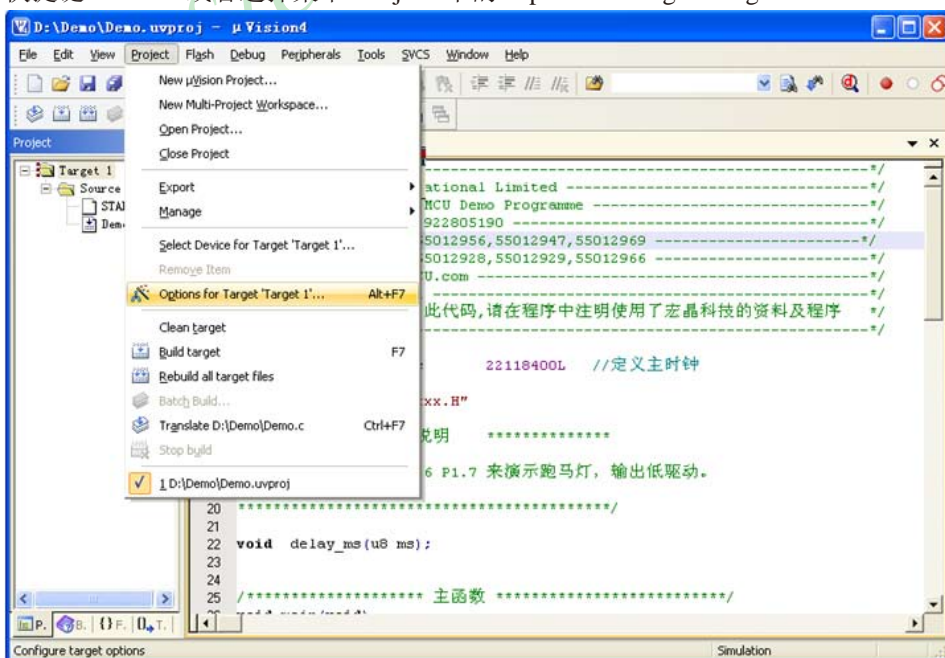 D:\Demo\Demo.uvproj - μVision4
File Edit View Project Flash Debug Peripherals Tools SVCS Window Help
Project
Target 1
Source
New μVision Project...
New Multi-Project Workspace...
Open Project...
Close Project
Export
Manage
Select Device for Target 'Target 1'...
Remove Item
Options for Target 'Target 1'... Alt+F7
Clean target
Build target F7
Rebuild all target files
Batch Build...
Translate D:\Demo\Demo.c Ctrl+F7
Stop build
1 D:\Demo\Demo.uvproj
---*/
ational Limited ---*/
MCU Demo Programme ---*/
922805190 ---*/
55012956,55012947,55012969 ---*/
5012928,55012929,55012966 ---*/
U.com ---*/
---*/
此代码,请在程序中注明使用了宏晶科技的资料及程序 */
---*/
22118400L //定义主时钟
xx.H"
说明 **************
6 P1.7 来演示跑马灯，输出低驱动。
20 ******************************************/
21
22 void delay_ms(u8 ms);
23
24
25 /******************** 主函数 **************************/
P. B. {} F. 0 T.
Configure target options Simulation